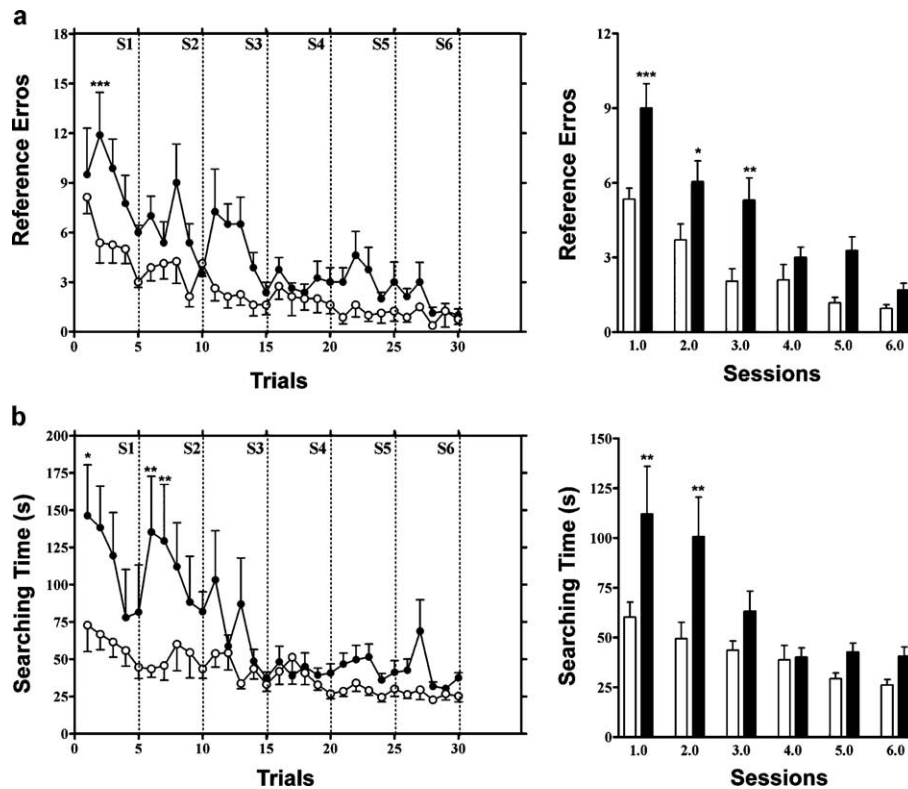 a
S1 S2 S3 S4 S5 S6
Reference Erros
18
15
12
9
6
3
0
***
0 5 10 15 20 25 30
Trials
Reference Erros
12
9
6
3
0
*** * **
1.0 2.0 3.0 4.0 5.0 6.0
Sessions
b
S1 S2 S3 S4 S5 S6
Searching Time (s)
200
175
150
125
100
75
50
25
0
* ** **
0 5 10 15 20 25 30
Trials
Searching Time (s)
150
125
100
75
50
25
0
** **
1.0 2.0 3.0 4.0 5.0 6.0
Sessions